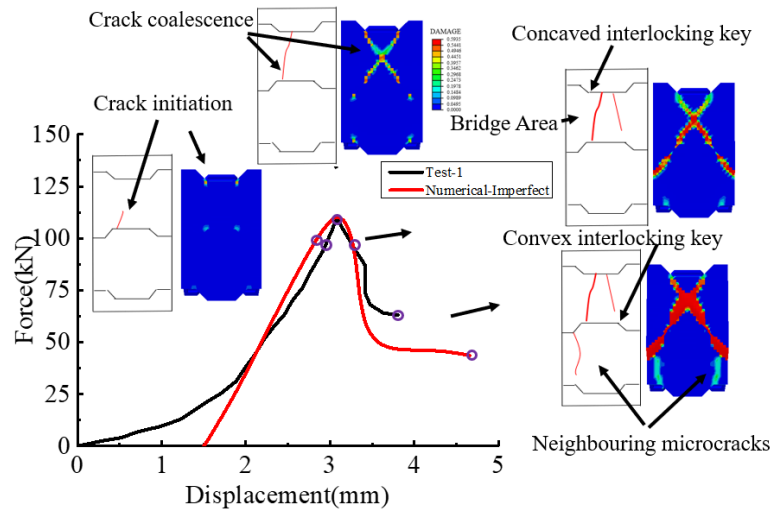 Crack coalescence
DAMAGE
Concaved interlocking key
Crack initiation
Bridge Area
150
125
100
75
50
25
0
Force(kN)
Test-1
Numerical-Imperfect
Convex interlocking key
Neighbouring microcracks
0
1
2
3
4
5
Displacement(mm)